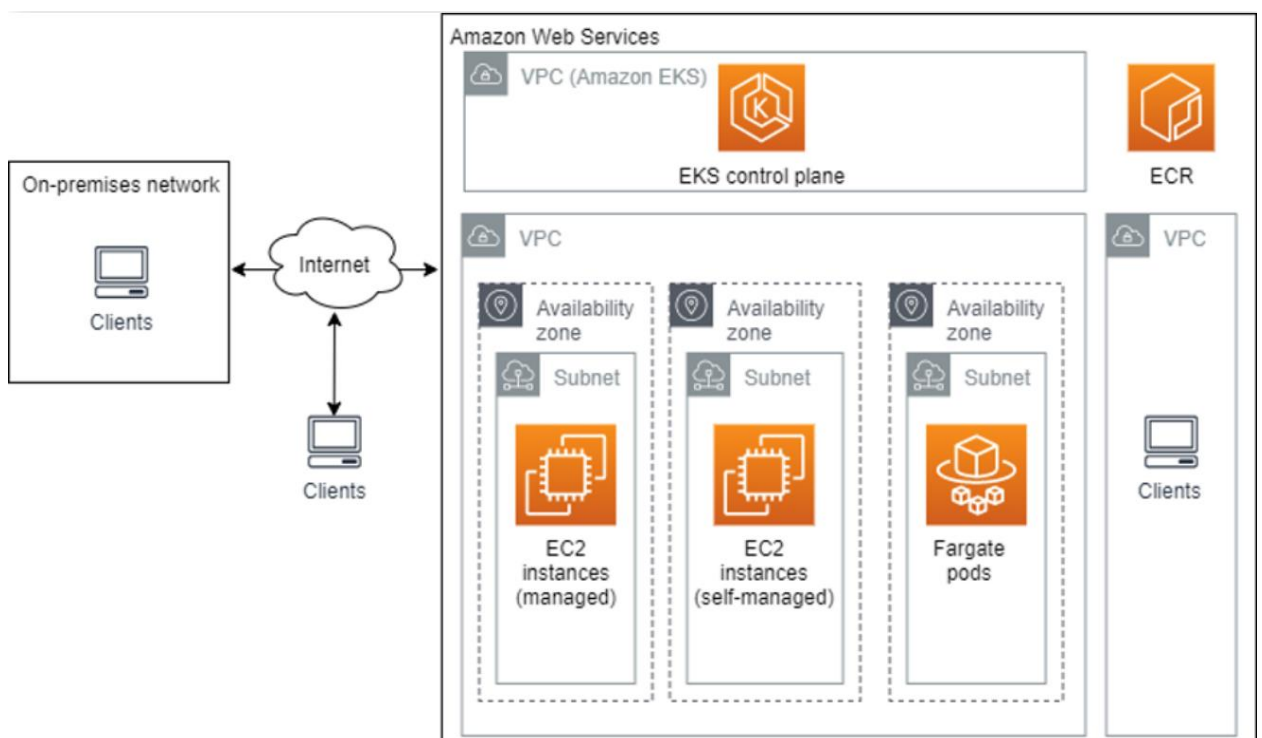 Amazon Web Services
VPC (Amazon EKS)
K
EKS control plane
ECR
On-premises network
Clients
Internet
Clients
VPC
Availability
zone
Subnet
EC2
instances
(managed)
Availability
zone
Subnet
EC2
instances
(self-managed)
Availability
zone
Subnet
Fargate
pods
VPC
Clients